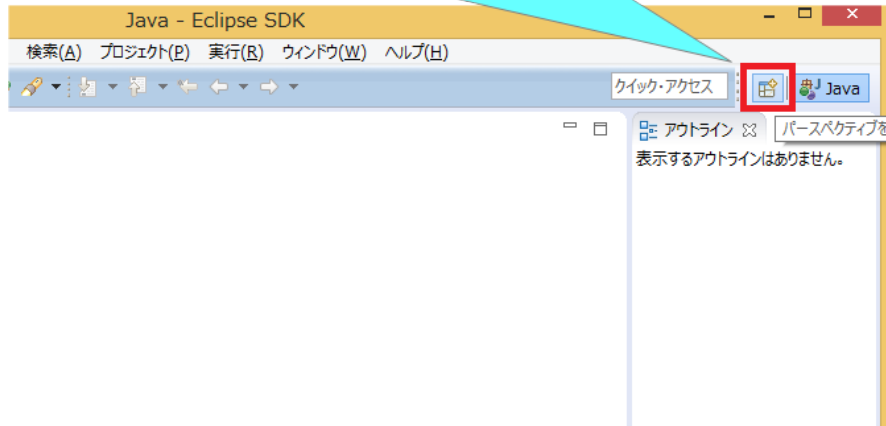 Java - Eclipse SDK
検索(A) プロジェクト(P) 実行(R) ウィンドウ(W) ヘルプ(H)
クイック・アクセス
Java
アウトライン
パースペクティブを
表示するアウトラインはありません。